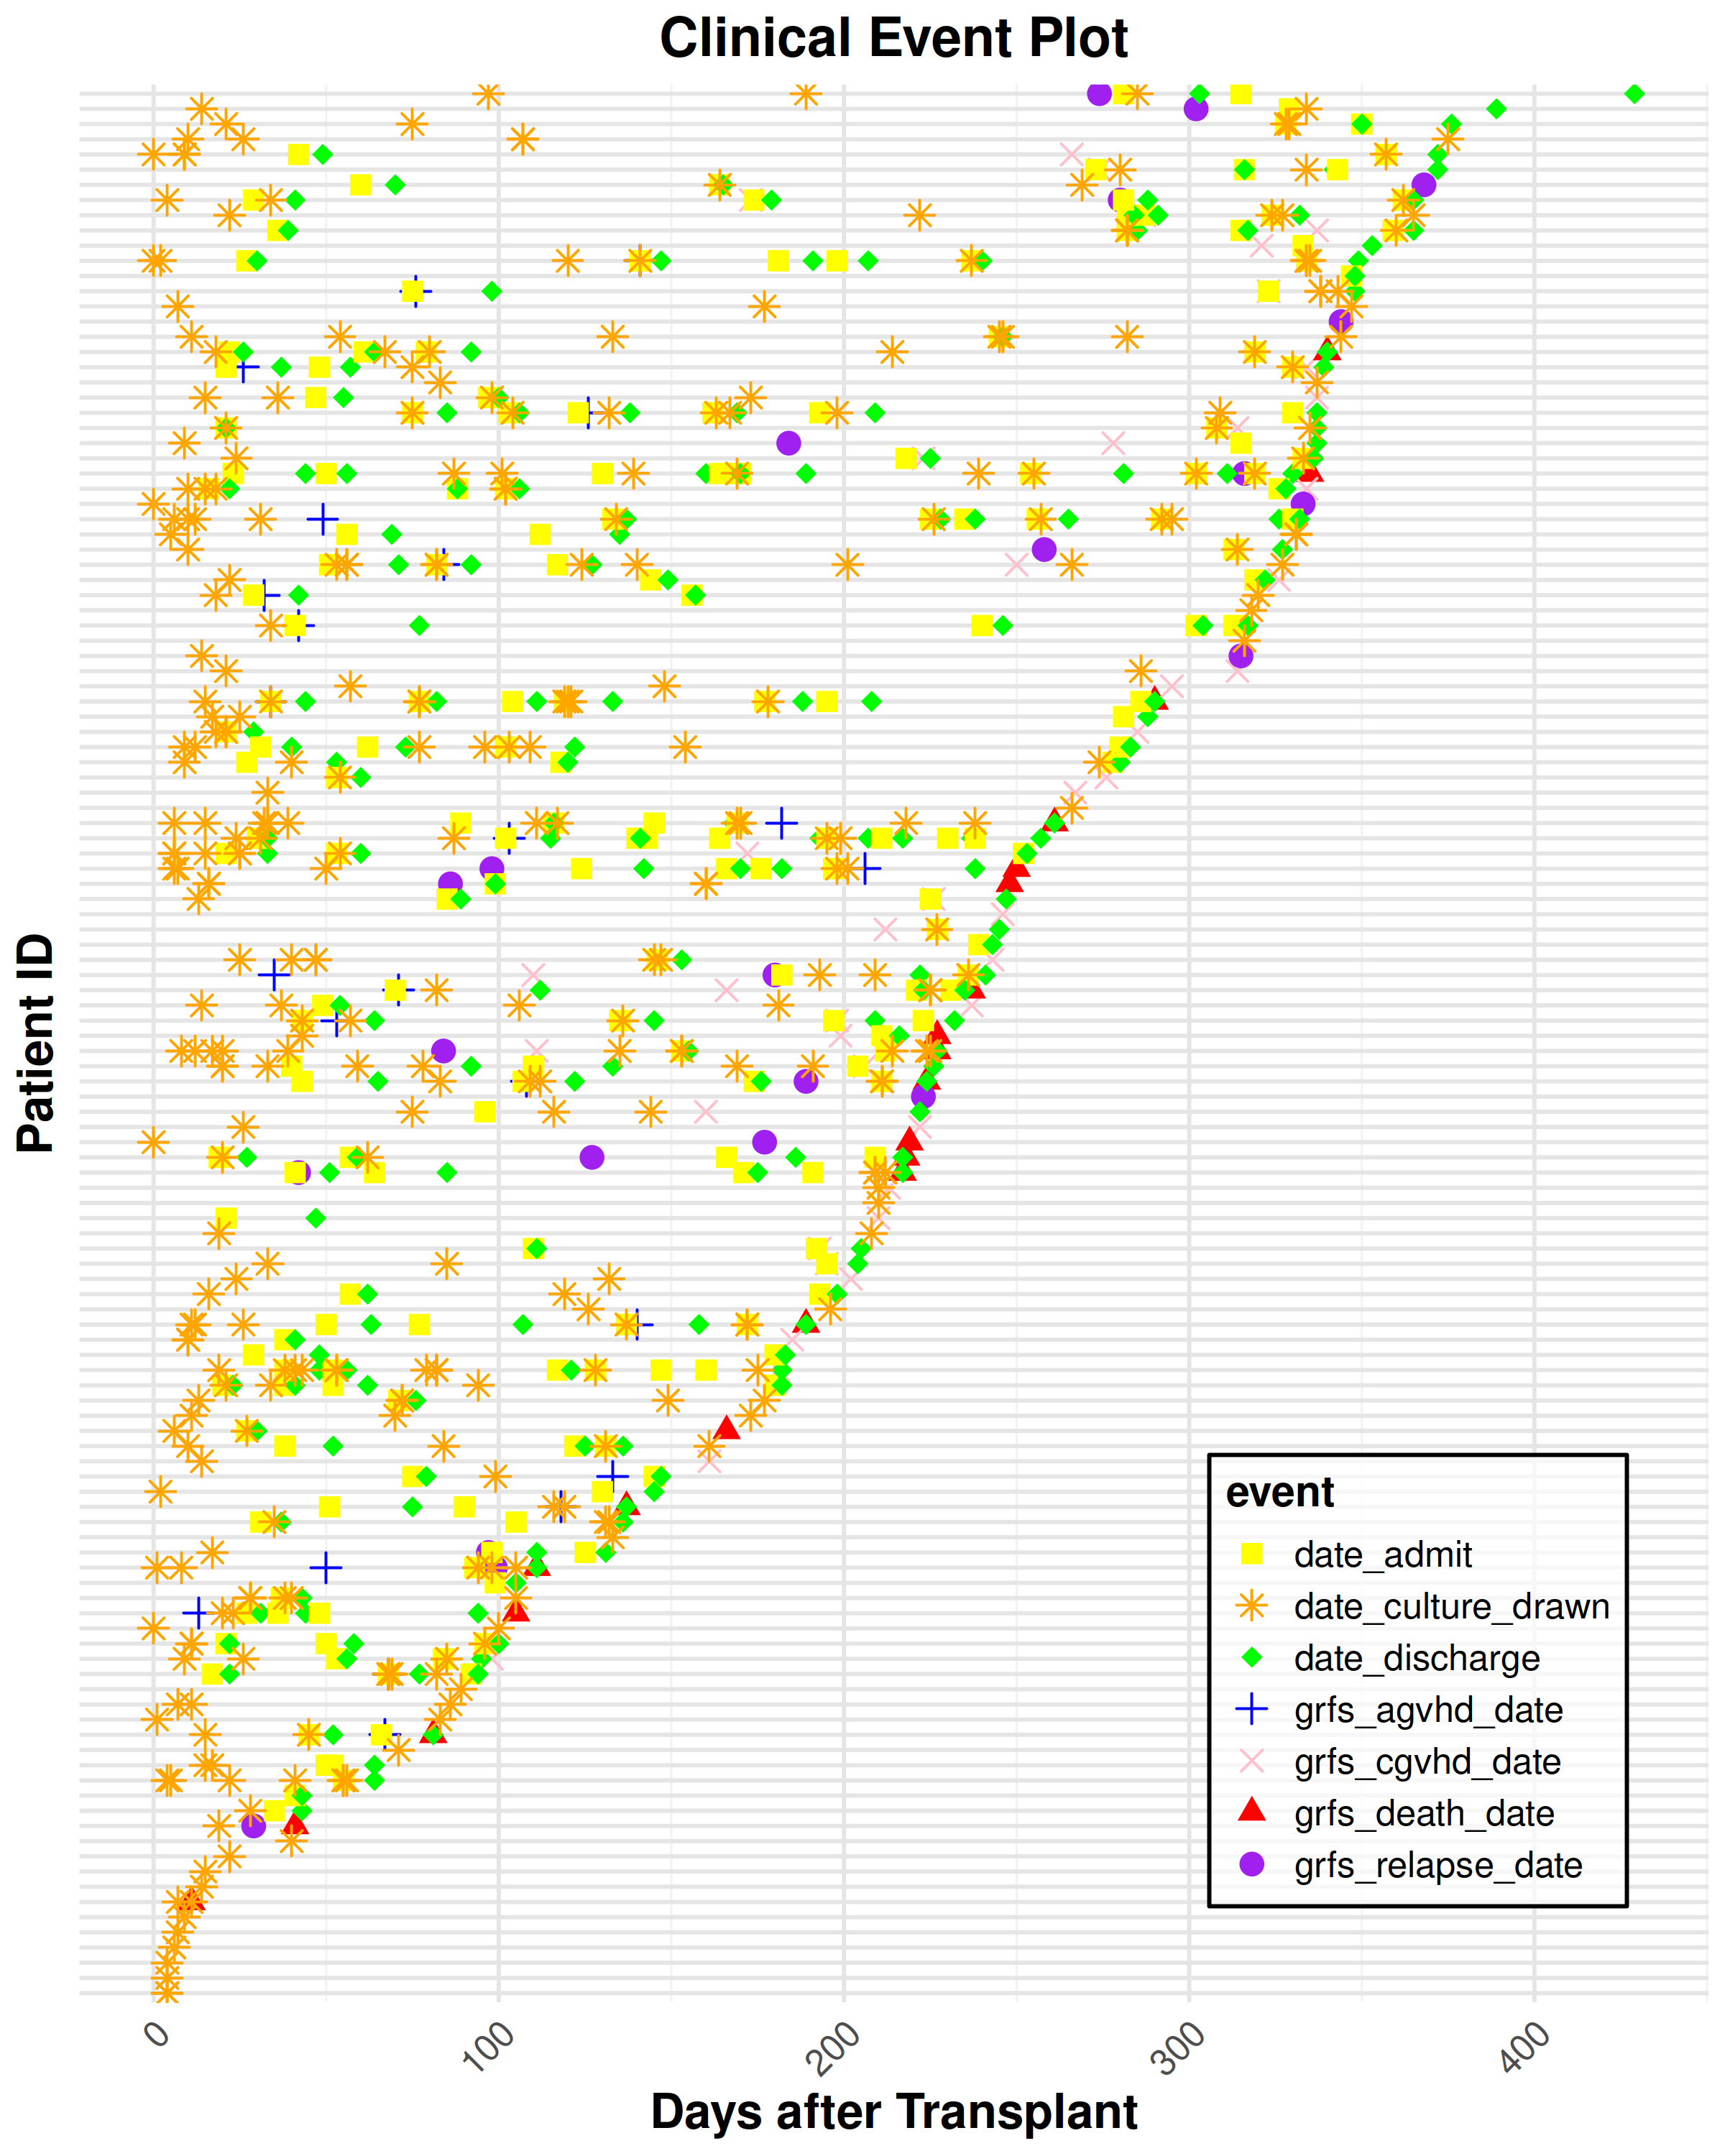 Clinical Event Plot
Patient ID
event
date_admit
date_culture_drawn
date_discharge
grfs_agvhd_date
grfs_cgvhd_date
grfs_death_date
grfs_relapse_date
0 100 200 300 400
Days after Transplant